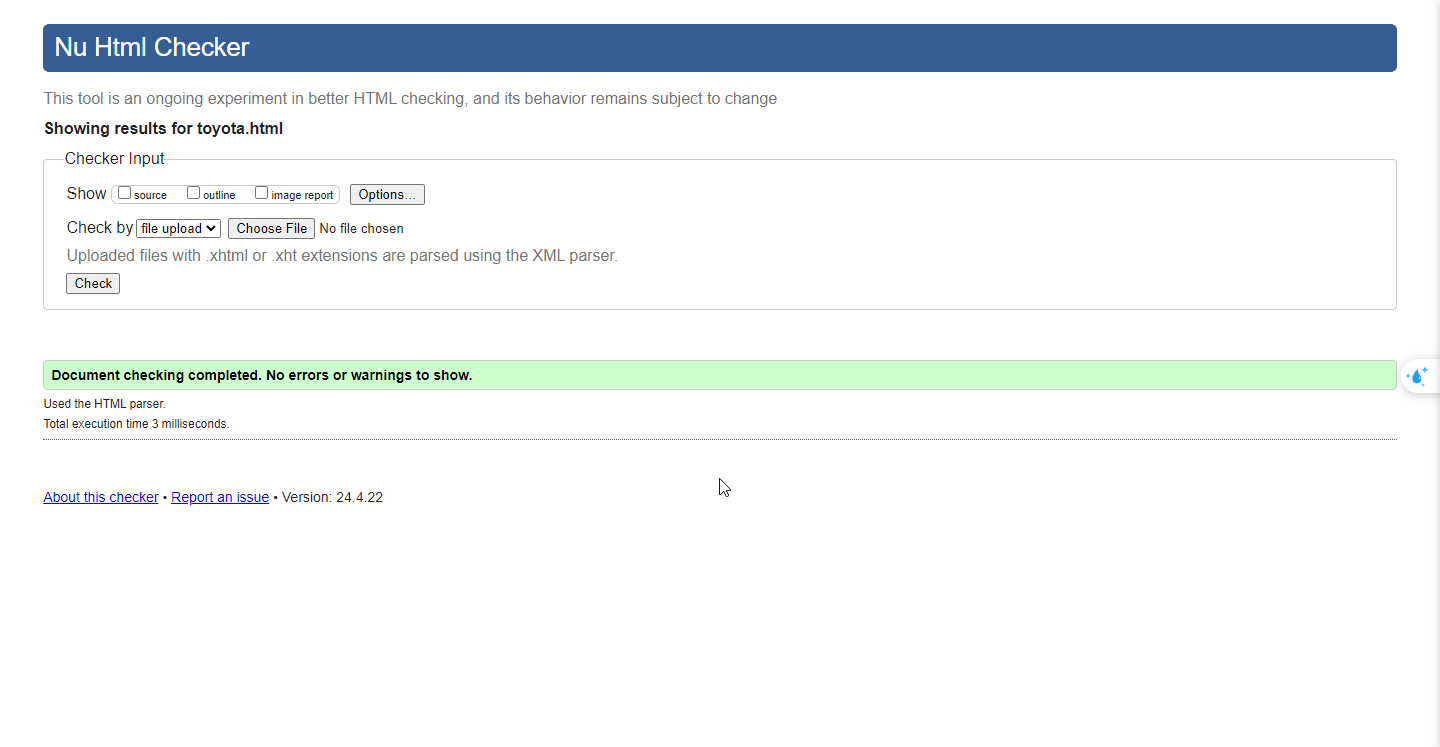 Nu Html Checker
This tool is an ongoing experiment in better HTML checking, and its behavior remains subject to change
Showing results for toyota.html
Checker Input
Show source outline image report Options...
Check by file upload Choose File No file chosen
Uploaded files with .xhtml or .xht extensions are parsed using the XML parser.
Check
Document checking completed. No errors or warnings to show.
Used the HTML parser.
Total execution time 3 milliseconds.
About this checker • Report an issue • Version: 24.4.22